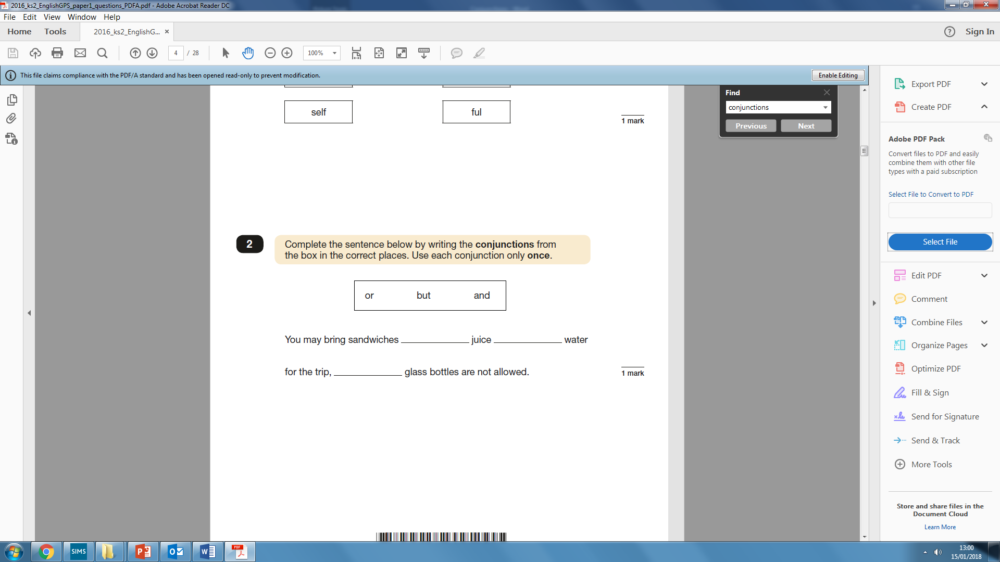 2016_ks2_EnglishGPS_paper1_questions_PDFA.pdf - Adobe Acrobat Reader DC
File Edit View Window Help
Home Tools 2016_ks2_EnglishG... × Sign In
4 / 28 100%
This file claims compliance with the PDF/A standard and has been opened read-only to prevent modification. Enable Editing
self ful
1 mark
Find
conjunctions
Previous Next
2 Complete the sentence below by writing the conjunctions from
the box in the correct places. Use each conjunction only once.
or but and
You may bring sandwiches ____________ juice ____________ water
for the trip, ____________ glass bottles are not allowed.
1 mark
Export PDF
Create PDF
Adobe PDF Pack
Convert files to PDF and easily
combine them with other file
types with a paid subscription
Select File to Convert to PDF
Select File
Edit PDF
Comment
Combine Files
Organize Pages
Optimize PDF
Fill & Sign
Send for Signature
Send & Track
More Tools
Store and share files in the
Document Cloud
Learn More
SIMS
13:00
15/01/2018